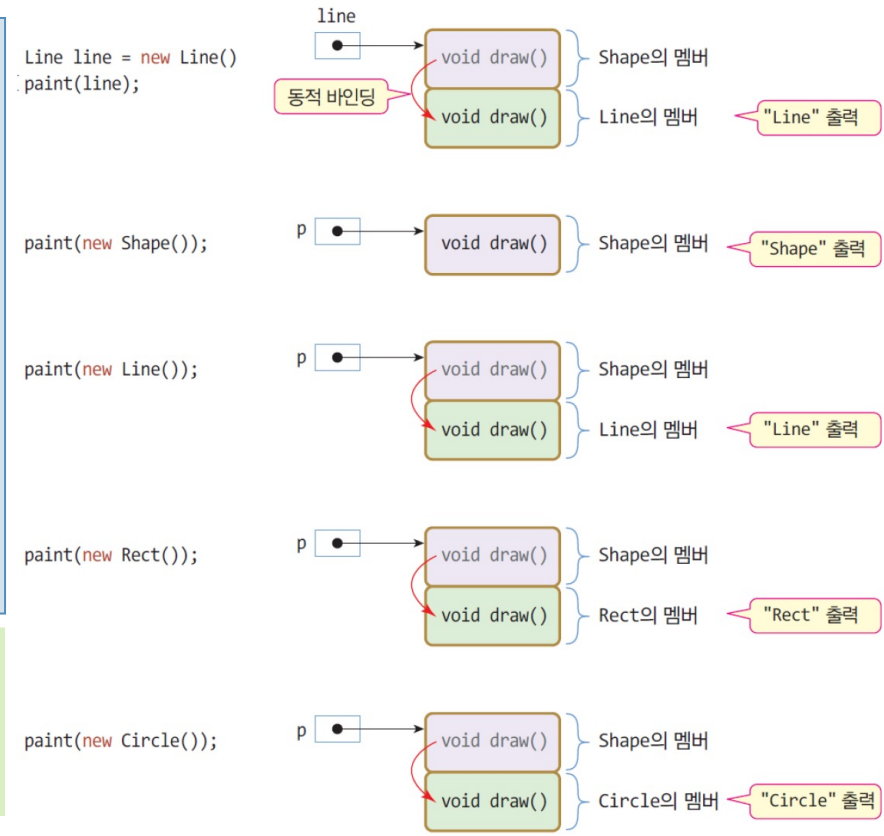 line
Line line = new Line()
paint(line);
void draw()
Shape의 멤버
동적 바인딩
void draw()
Line의 멤버
"Line" 출력
paint(new Shape());
p
void draw()
Shape의 멤버
"Shape" 출력
paint(new Line());
p
void draw()
Shape의 멤버
void draw()
Line의 멤버
"Line" 출력
paint(new Rect());
p
void draw()
Shape의 멤버
void draw()
Rect의 멤버
"Rect" 출력
paint(new Circle());
p
void draw()
Shape의 멤버
void draw()
Circle의 멤버
"Circle" 출력